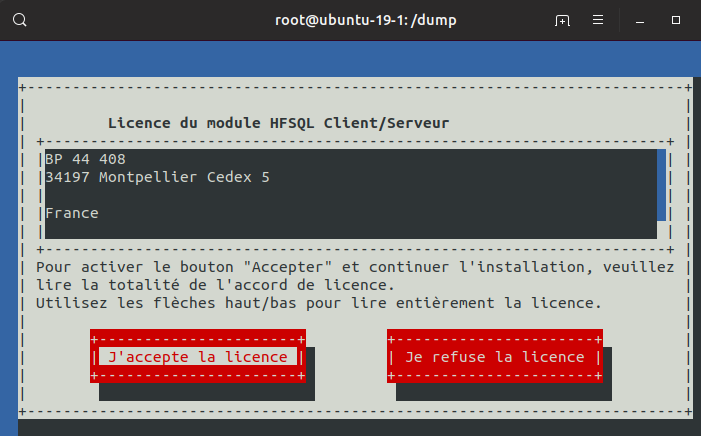 root@ubuntu-19-1: /dump
Licence du module HFSQL Client/Serveur
BP 44 408
34197 Montpellier Cedex 5
France
Pour activer le bouton "Accepter" et continuer l'installation, veuillez
lire la totalité de l'accord de licence.
Utilisez les flèches haut/bas pour lire entièrement la licence.
J'accepte la licence
Je refuse la licence